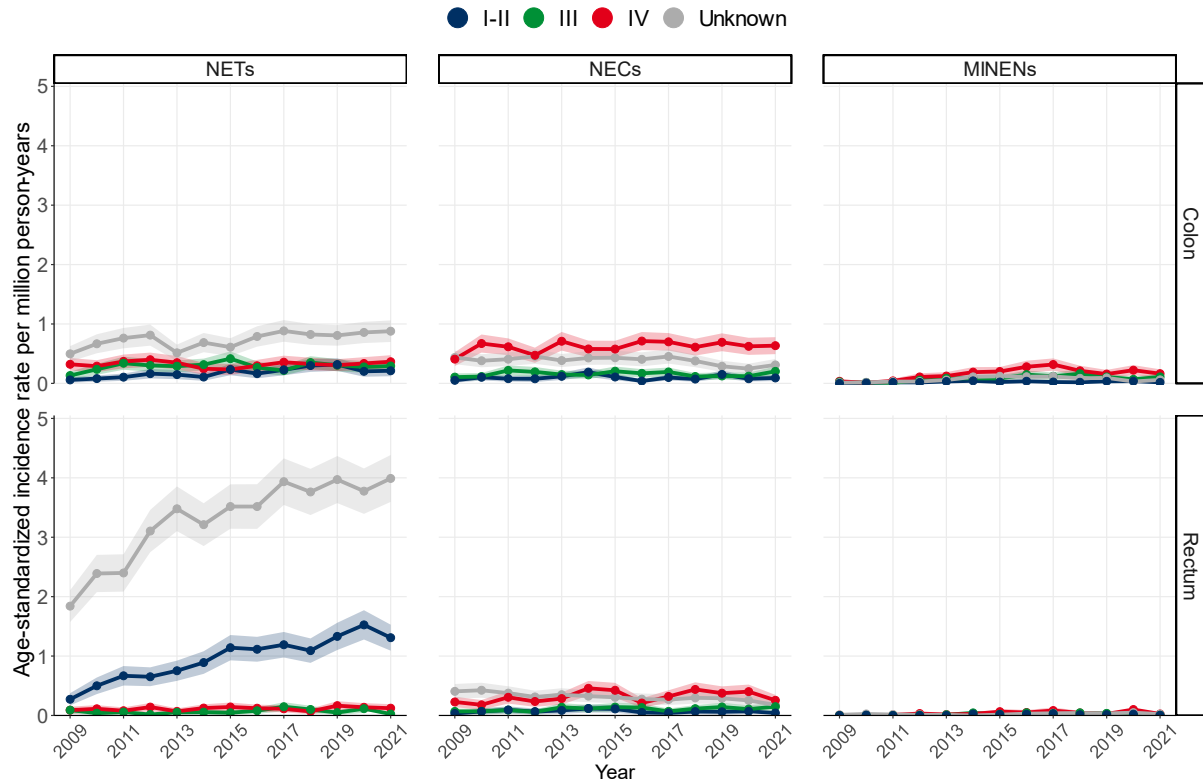 I-II III IV Unknown
NETs NECs MINENs
Age-standardized incidence rate per million person-years
5
4
3
2
1
0
Colon
5
4
3
2
1
0
Rectum
2009 2011 2013 2015 2017 2019 2021 2009 2011 2013 2015 2017 2019 2021 2009 2011 2013 2015 2017 2019 2021
Year